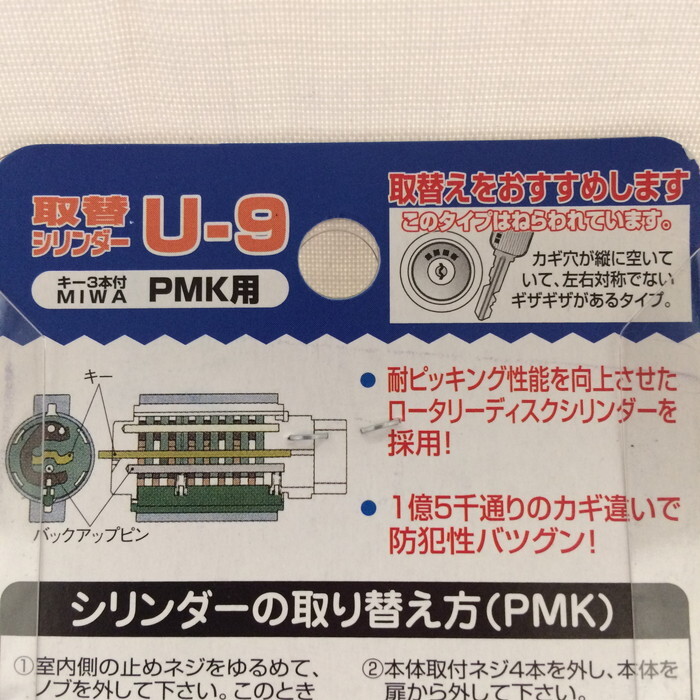 取替
シリンダー
U-9
キー3本付
MIWA
PMK用
取替えをおすすめします
このタイプはねらわれています。
カギ穴が縦に空いて
いて、左右対称でない
ギザギザがあるタイプ。
キー
バックアップピン
● 耐ピッキング性能を向上させた
ロータリーディスクシリンダーを
採用!
● 1億5千通りのカギ違いで
防犯性バツグン!
シリンダーの取り替え方(PMK)
①室内側の止めネジをゆるめて、
ノブを外して下さい。このとき
②本体取付ネジ4本を外し、本体を
扉から外して下さい。